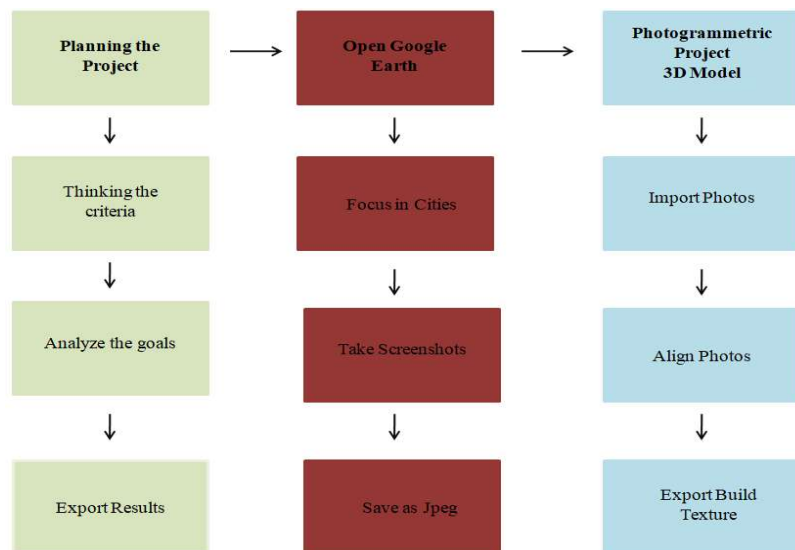 Planning the
Project
Thinking the
criteria
Analyze the goals
Export Results
Open Google
Earth
Focus in Cities
Take Screenshots
Save as Jpeg
Photogrammetric
Project
3D Model
Import Photos
Align Photos
Export Build
Texture